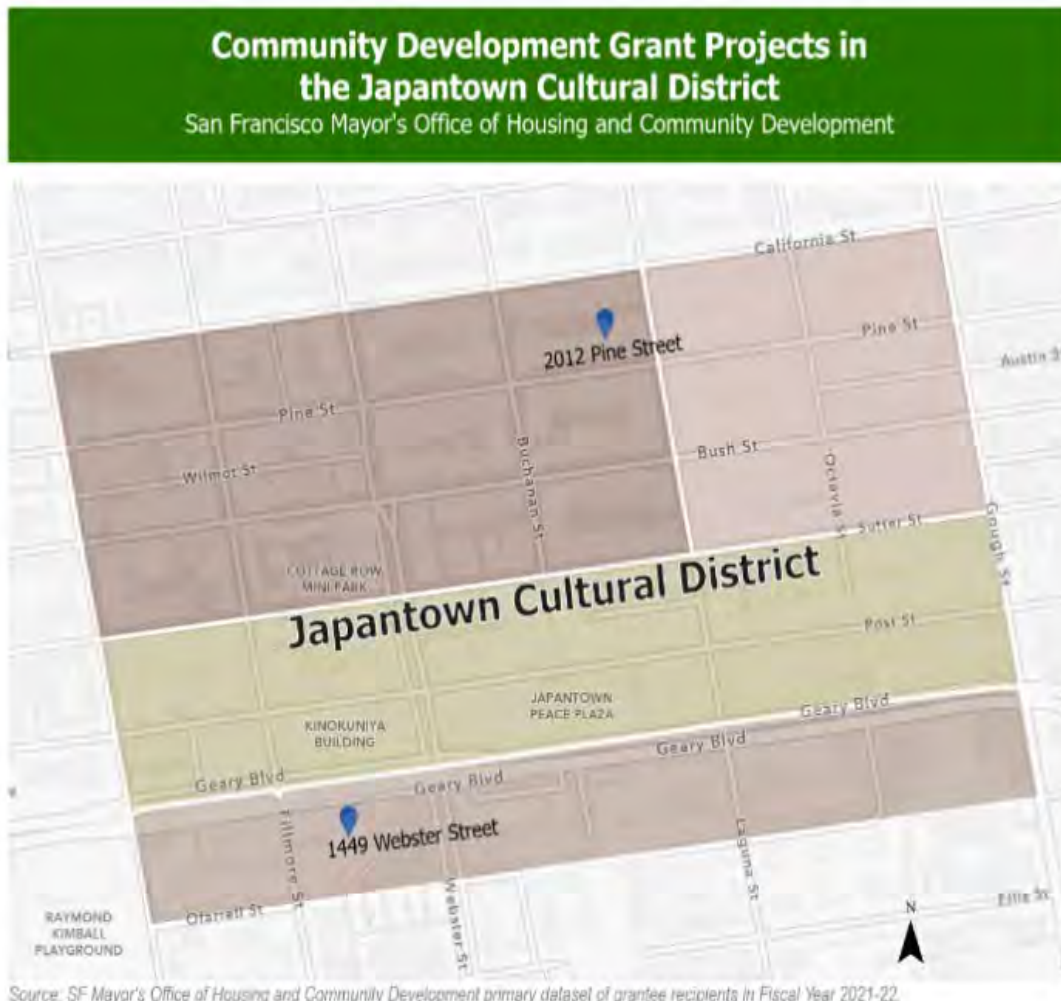 Community Development Grant Projects in
the Japantown Cultural District
San Francisco Mayor's Office of Housing and Community Development
California St
Pine St
Austin St
2012 Pine Street
Pine St
Bush St
Wilmot St
Buchanan St
Octavia St
Gough St
Sutter St
COTTAGE ROW
MINI PARK
Japantown Cultural District
Post St
JAPANTOWN
PEACE PLAZA
KINOKUNIYA
BUILDING
Geary Blvd
Geary Blvd
Geary Blvd
Geary Blvd
1449 Webster Street
Fillmore St
Webster St
Laguna St
Ofarrell St
Ellis St
RAYMOND
KIMBALL
PLAYGROUND
N
Source: SF Mayor's Office of Housing and Community Development primary dataset of grantee recipients in Fiscal Year 2021-22.